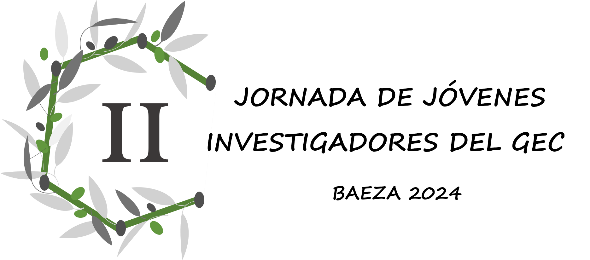 II
JORNADA DE JÓVENES
INVESTIGADORES DEL GEC
BAEZA 2024